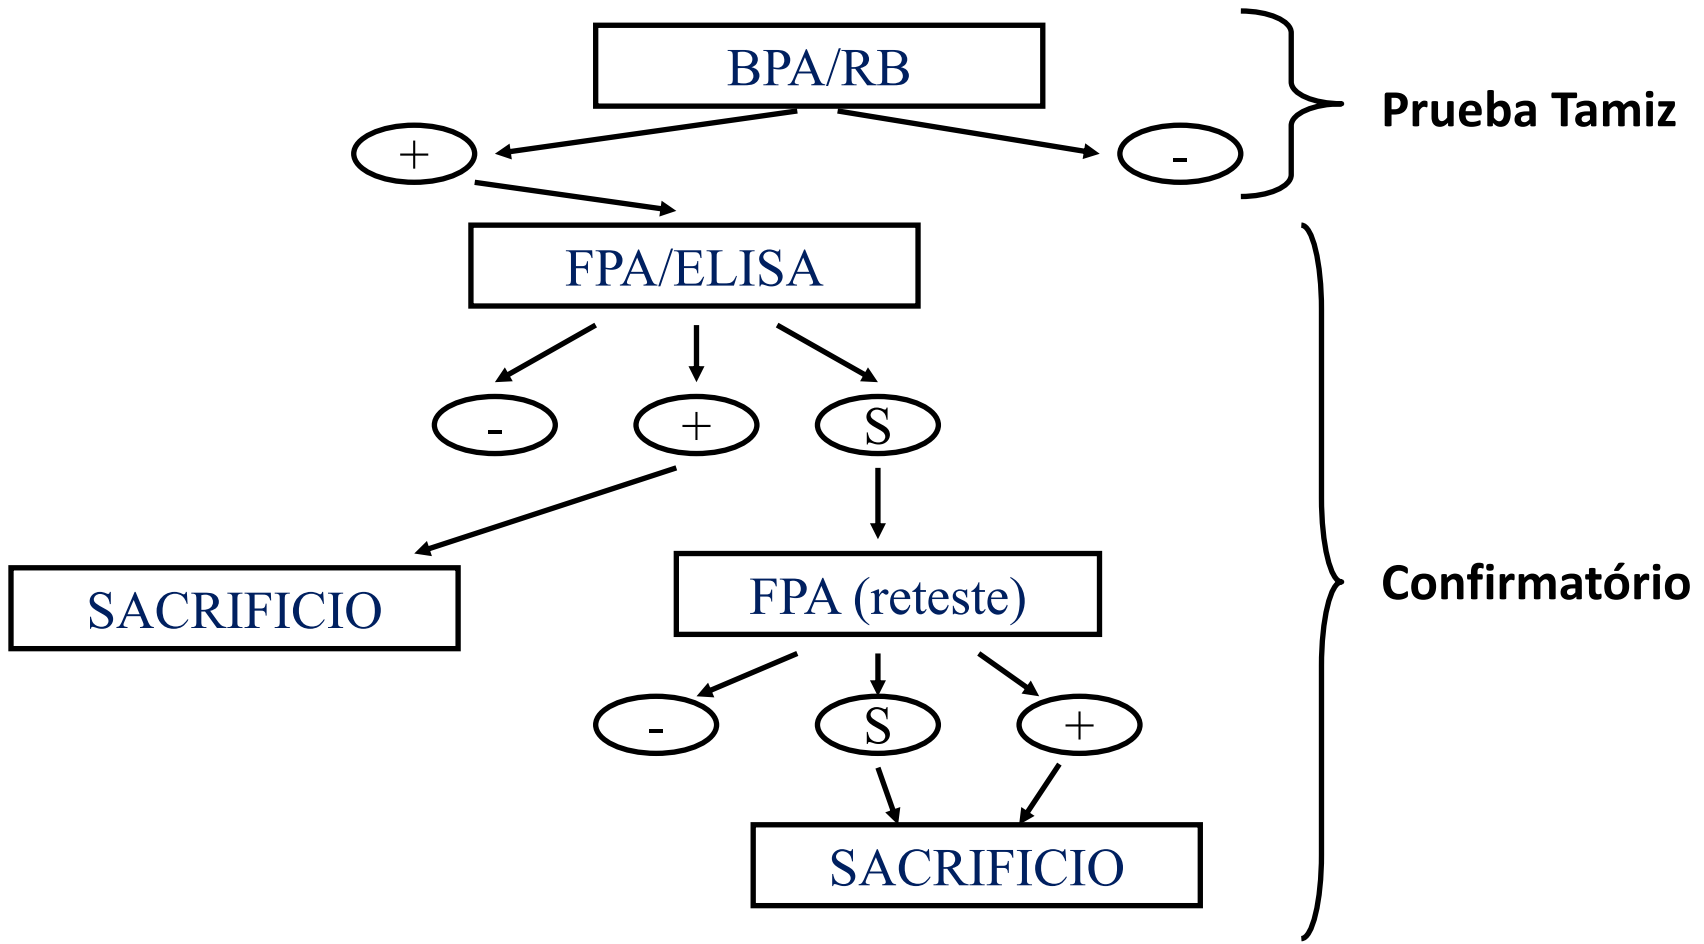 BPA/RB
Prueba Tamiz
+
-
FPA/ELISA
-
+
S
SACRIFICIO
FPA (reteste)
Confirmatório
-
S
+
SACRIFICIO